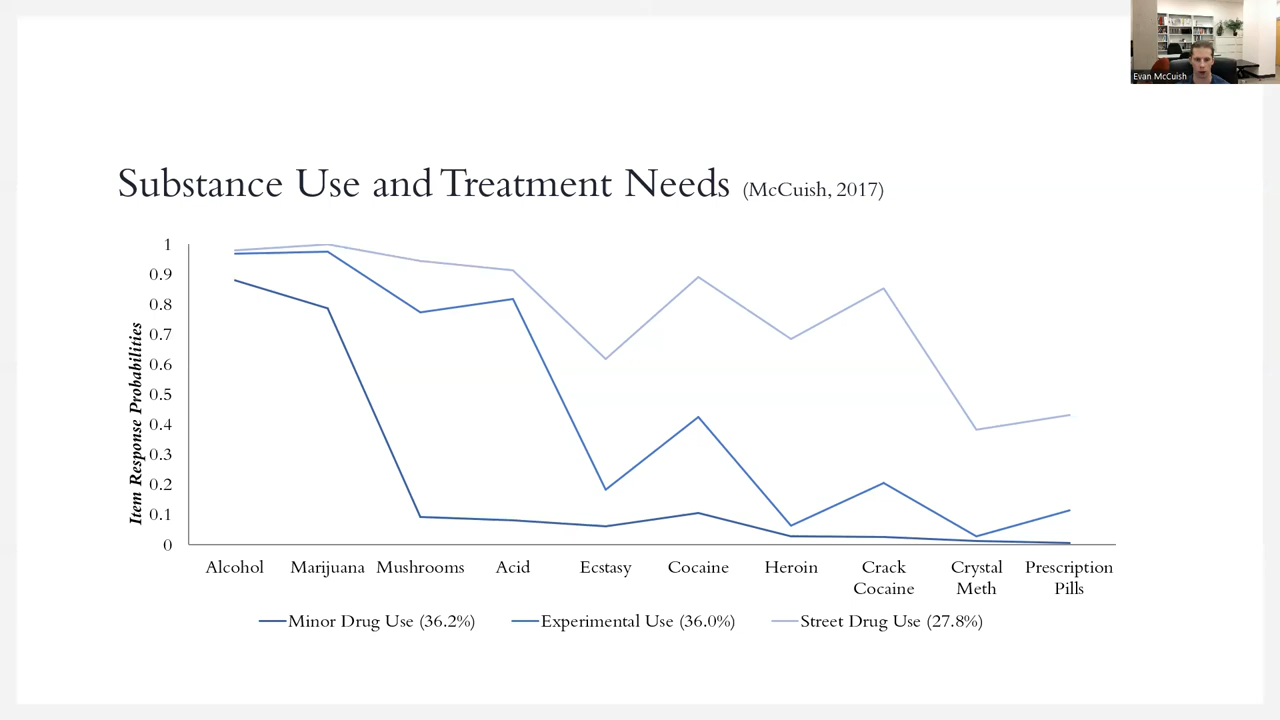 Evan McCuish
Substance Use and Treatment Needs (McCuish, 2017)
Item Response Probabilities
1
0.9
0.8
0.7
0.6
0.5
0.4
0.3
0.2
0.1
0
Alcohol Marijuana Mushrooms Acid Ecstasy Cocaine Heroin Crack Cocaine Crystal Meth Prescription Pills
Minor Drug Use (36.2%) Experimental Use (36.0%) Street Drug Use (27.8%)